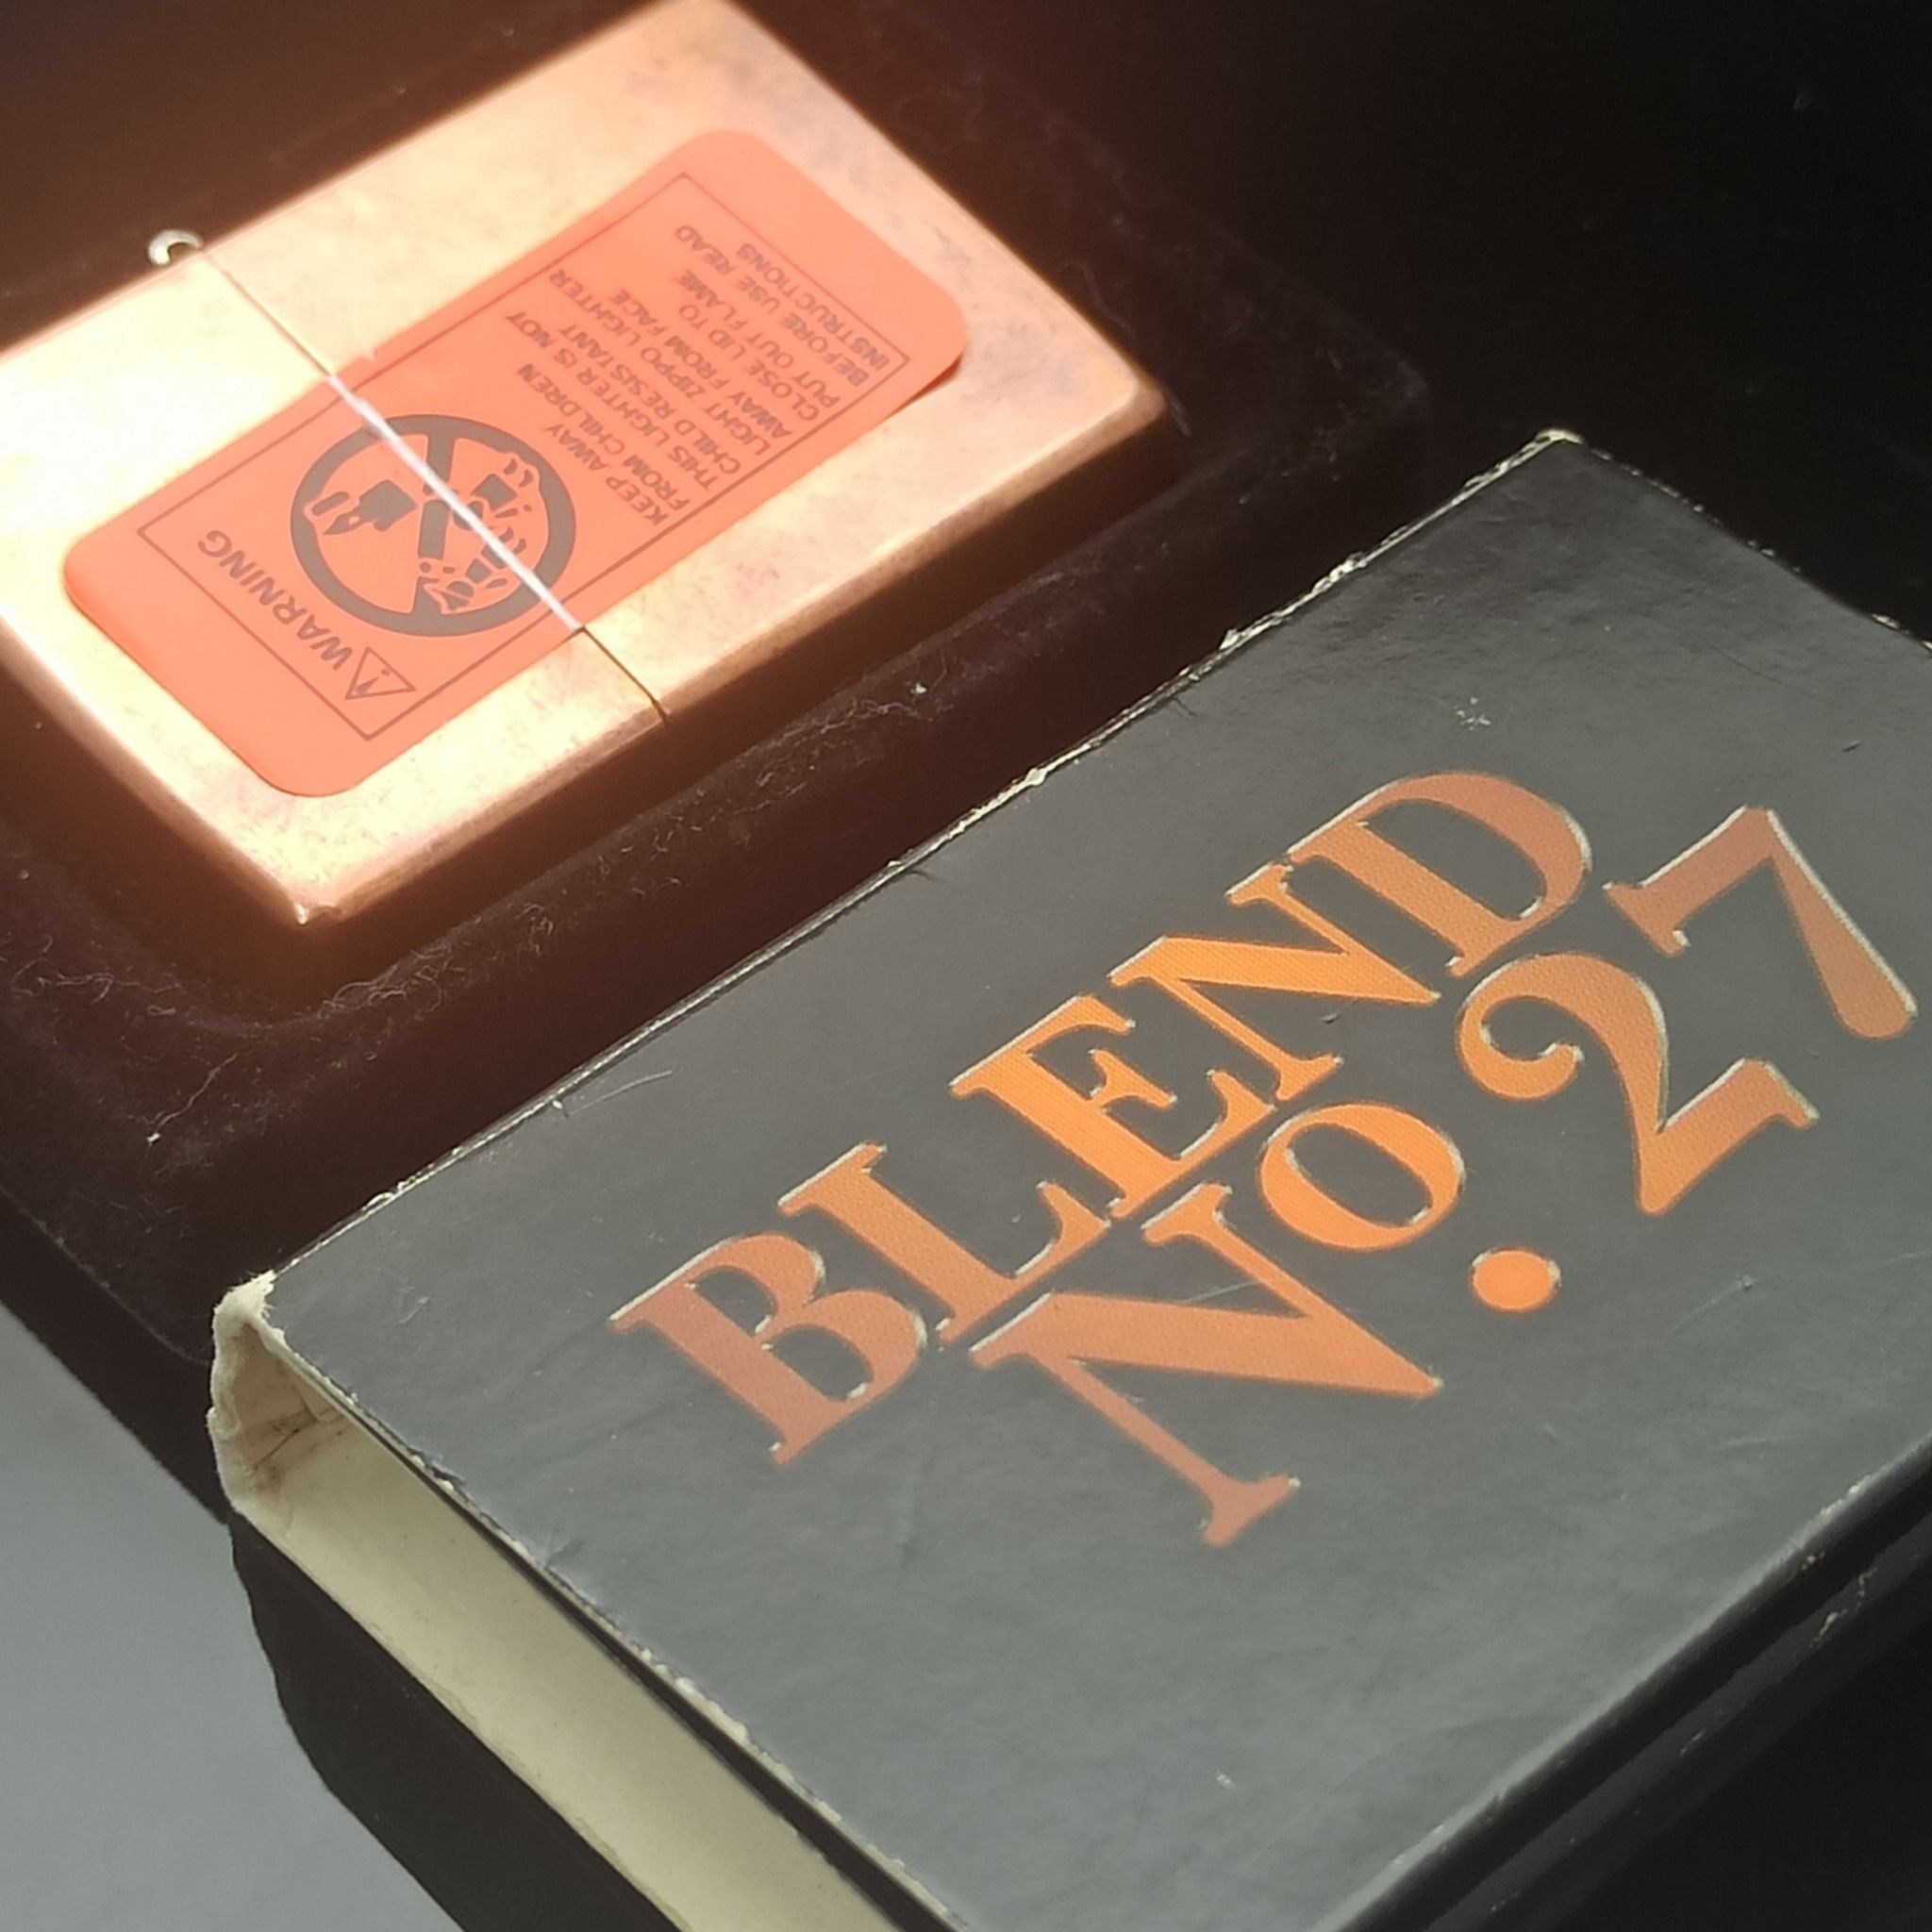 WARNING
KEEP AWAY
FROM CHILDREN
THIS LIGHTER IS NOT
CHILD RESISTANT
LIGHT ZIPPO LIGHTER
AWAY FROM FACE
CLOSE LID TO
PUT OUT FLAME
BEFORE USE READ
INSTRUCTIONS
BLEND
No. 27